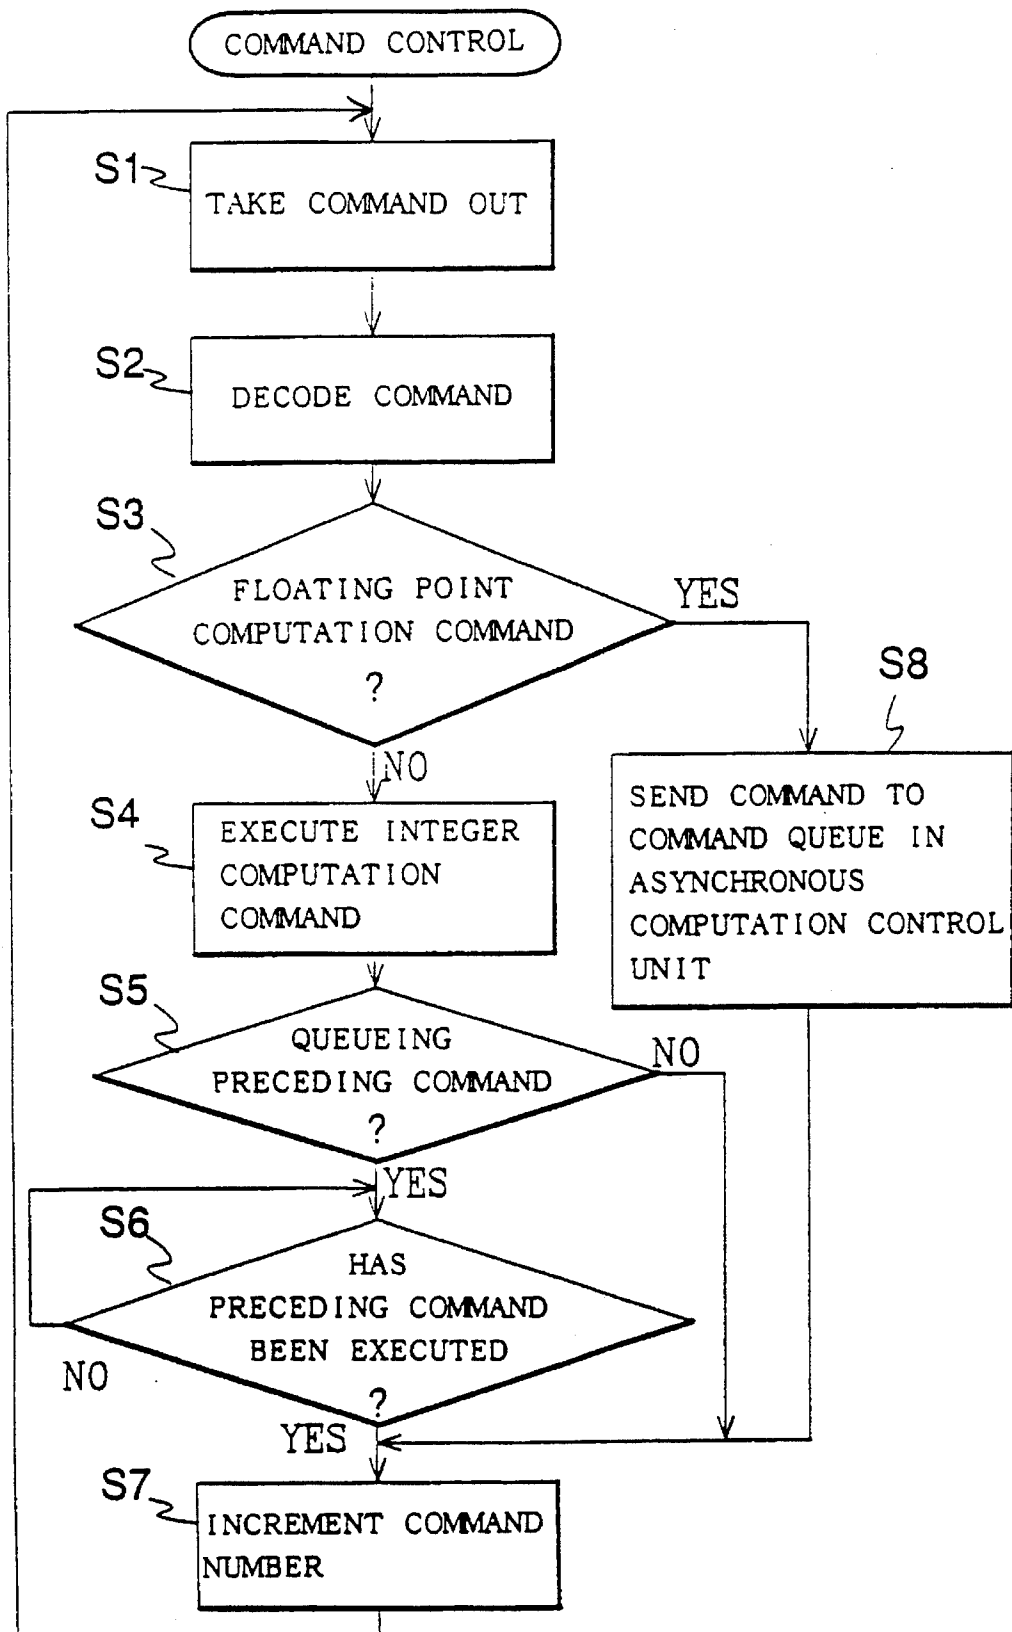 COMMAND CONTROL
S1
TAKE COMMAND OUT
S2
DECODE COMMAND
S3
FLOATING POINT
COMPUTATION COMMAND
?
YES
NO
S8
SEND COMMAND TO
COMMAND QUEUE IN
ASYNCHRONOUS
COMPUTATION CONTROL
UNIT
S4
EXECUTE INTEGER
COMPUTATION
COMMAND
S5
QUEUEING
PRECEDING COMMAND
?
NO
YES
S6
HAS
PRECEDING COMMAND
BEEN EXECUTED
?
NO
YES
S7
INCREMENT COMMAND
NUMBER